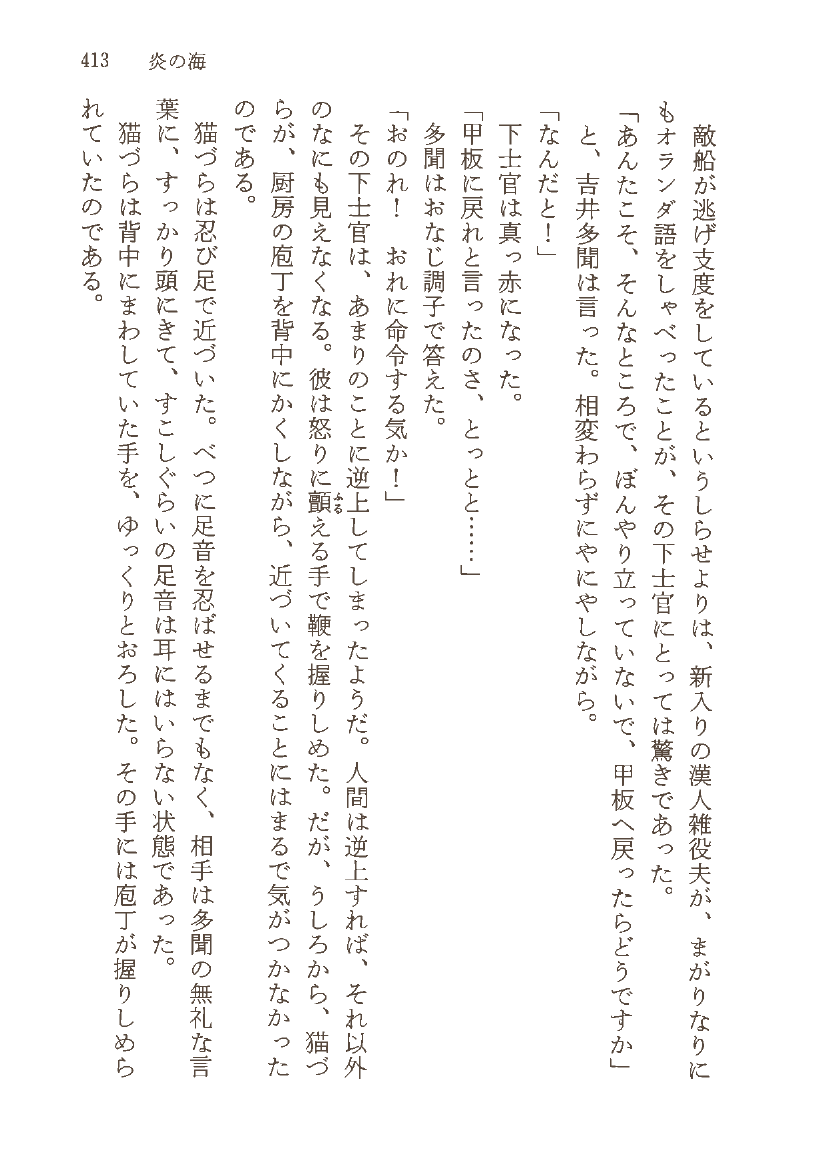 413　炎の海
　敵船が逃げ支度をしているというしらせよりは、新入りの漢人雑役夫が、まがりなりに
もオランダ語をしゃべったことが、その下士官にとっては驚きであった。
「あんたこそ、そんなところで、ぼんやり立っていないで、甲板へ戻ったらどうですか」
　と、吉井多聞は言った。相変わらずにやにやしながら。
「なんだと！」
　下士官は真っ赤になった。
「甲板に戻れと言ったのさ、とっとと……」
　多聞はおなじ調子で答えた。
「おのれ！　おれに命令する気か！」
　その下士官は、あまりのことに逆上してしまったようだ。人間は逆上すれば、それ以外
のなにも見えなくなる。彼は怒りに顫える手で鞭を握りしめた。だが、うしろから、猫づ
ふる
らが、厨房の庖丁を背中にかくしながら、近づいてくることにはまるで気がつかなかった
のである。
　猫づらは忍び足で近づいた。べつに足音を忍ばせるまでもなく、相手は多聞の無礼な言
葉に、すっかり頭にきて、すこしぐらいの足音は耳にはいらない状態であった。
　猫づらは背中にまわしていた手を、ゆっくりとおろした。その手には庖丁が握りしめら
れていたのである。